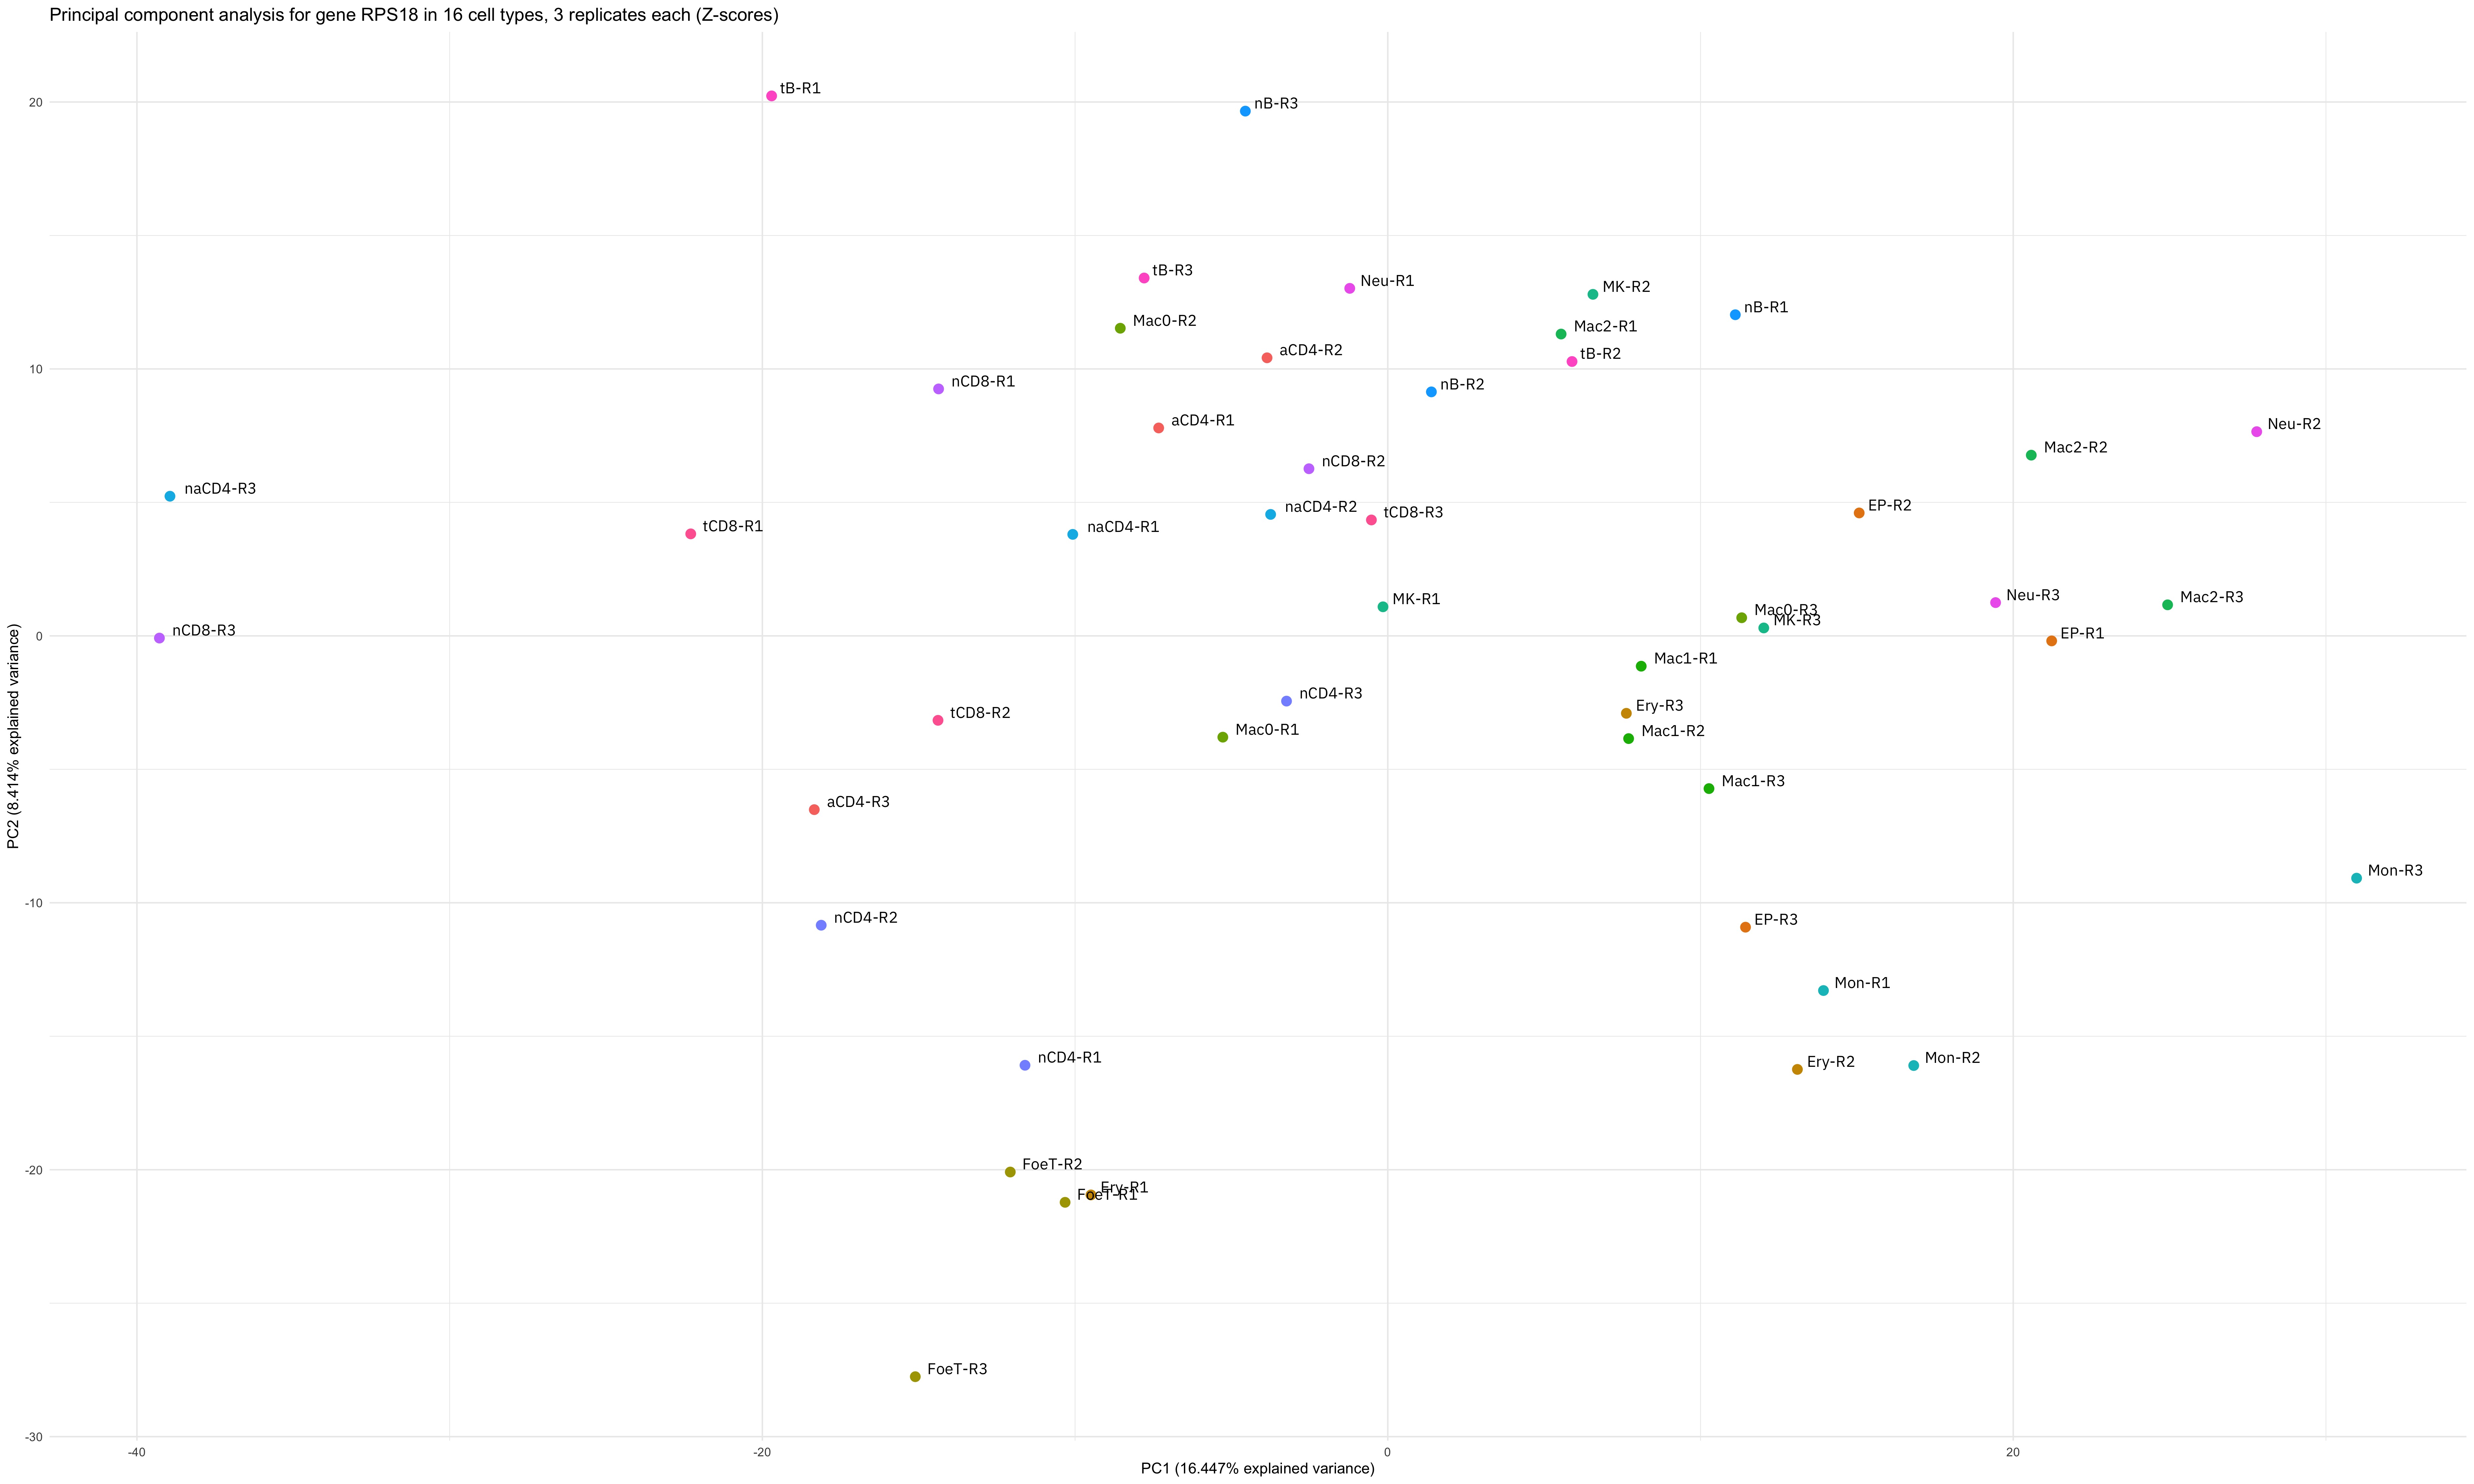 Principal component analysis for gene RPS18 in 16 cell types, 3 replicates each (Z-scores)
tB-R1
20
nB-R3
tB-R3
Neu-R1
MK-R2
nB-R1
Mac0-R2
Mac2-R1
aCD4-R2
tB-R2
10
nCD8-R1
nB-R2
aCD4-R1
Neu-R2
Mac2-R2
nCD8-R2
naCD4-R3
naCD4-R2
EP-R2
tCD8-R3
tCD8-R1
naCD4-R1
Neu-R3
Mac2-R3
MK-R1
Mac0-R3
MK-R3
nCD8-R3
EP-R1
0
Mac1-R1
nCD4-R3
Ery-R3
tCD8-R2
Mac0-R1
Mac1-R2
PC2 (8.414% explained variance)
Mac1-R3
aCD4-R3
Mon-R3
-10
nCD4-R2
EP-R3
Mon-R1
nCD4-R1
Mon-R2
Ery-R2
FoeT-R2
-20
Ery-R1
FoeT-R1
FoeT-R3
-30
-40
-20
0
20
PC1 (16.447% explained variance)